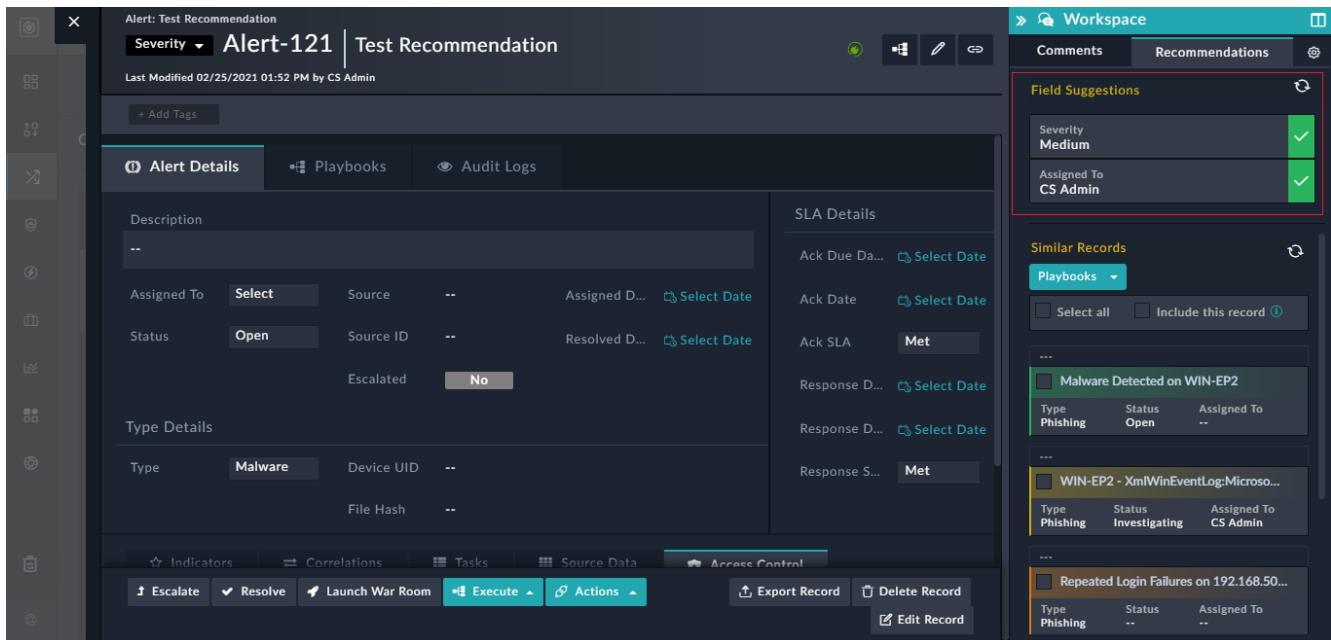 Alert: Test Recommendation
Severity Alert-121 Test Recommendation
Last Modified 02/25/2021 01:52 PM by CS Admin
+ Add Tags
Alert Details Playbooks Audit Logs
Description
--
Assigned To Select Source -- Assigned D... Select Date
Status Open Source ID -- Resolved D... Select Date
Escalated No
Type Details
Type Malware Device UID --
File Hash --
SLA Details
Ack Due Da... Select Date
Ack Date Select Date
Ack SLA Met
Response D... Select Date
Response D... Select Date
Response S... Met
Indicators Correlations Tasks Source Data Access Control
Escalate Resolve Launch War Room Execute Actions Export Record Delete Record
Edit Record
Workspace
Comments Recommendations
Field Suggestions
Severity
Medium
Assigned To
CS Admin
Similar Records
Playbooks
Select all Include this record
---
Malware Detected on WIN-EP2
Type Status Assigned To
Phishing Open --
---
WIN-EP2 - XmlWinEventLog:Microso...
Type Status Assigned To
Phishing Investigating CS Admin
---
Repeated Login Failures on 192.168.50...
Type Status Assigned To
Phishing -- --